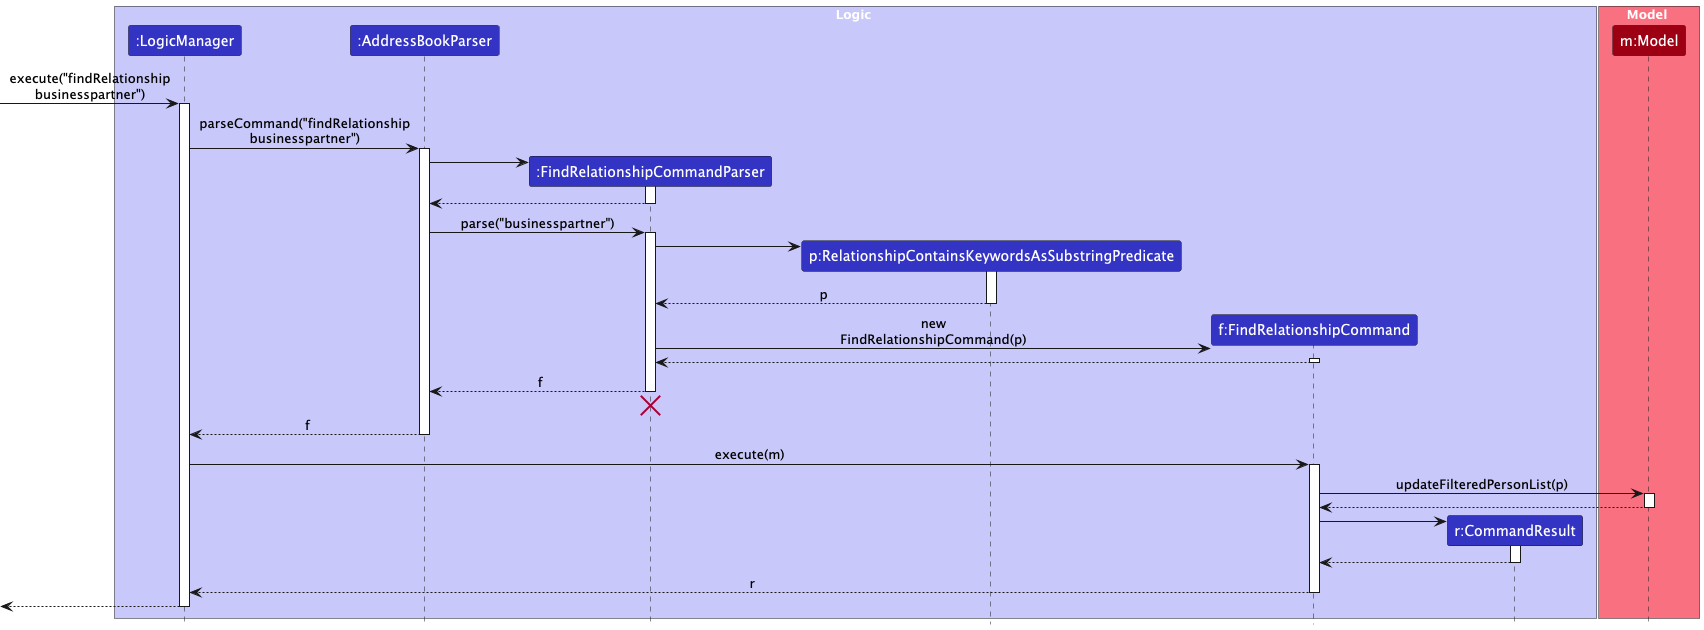 Logic
Model
:LogicManager
:AddressBookParser
m:Model
execute("findRelationship
businesspartner")
parseCommand("findRelationship
businesspartner")
:FindRelationshipCommandParser
parse("businesspartner")
p:RelationshipContainsKeywordsAsSubstringPredicate
p
new
FindRelationshipCommand(p)
f:FindRelationshipCommand
f
f
execute(m)
updateFilteredPersonList(p)
r:CommandResult
r